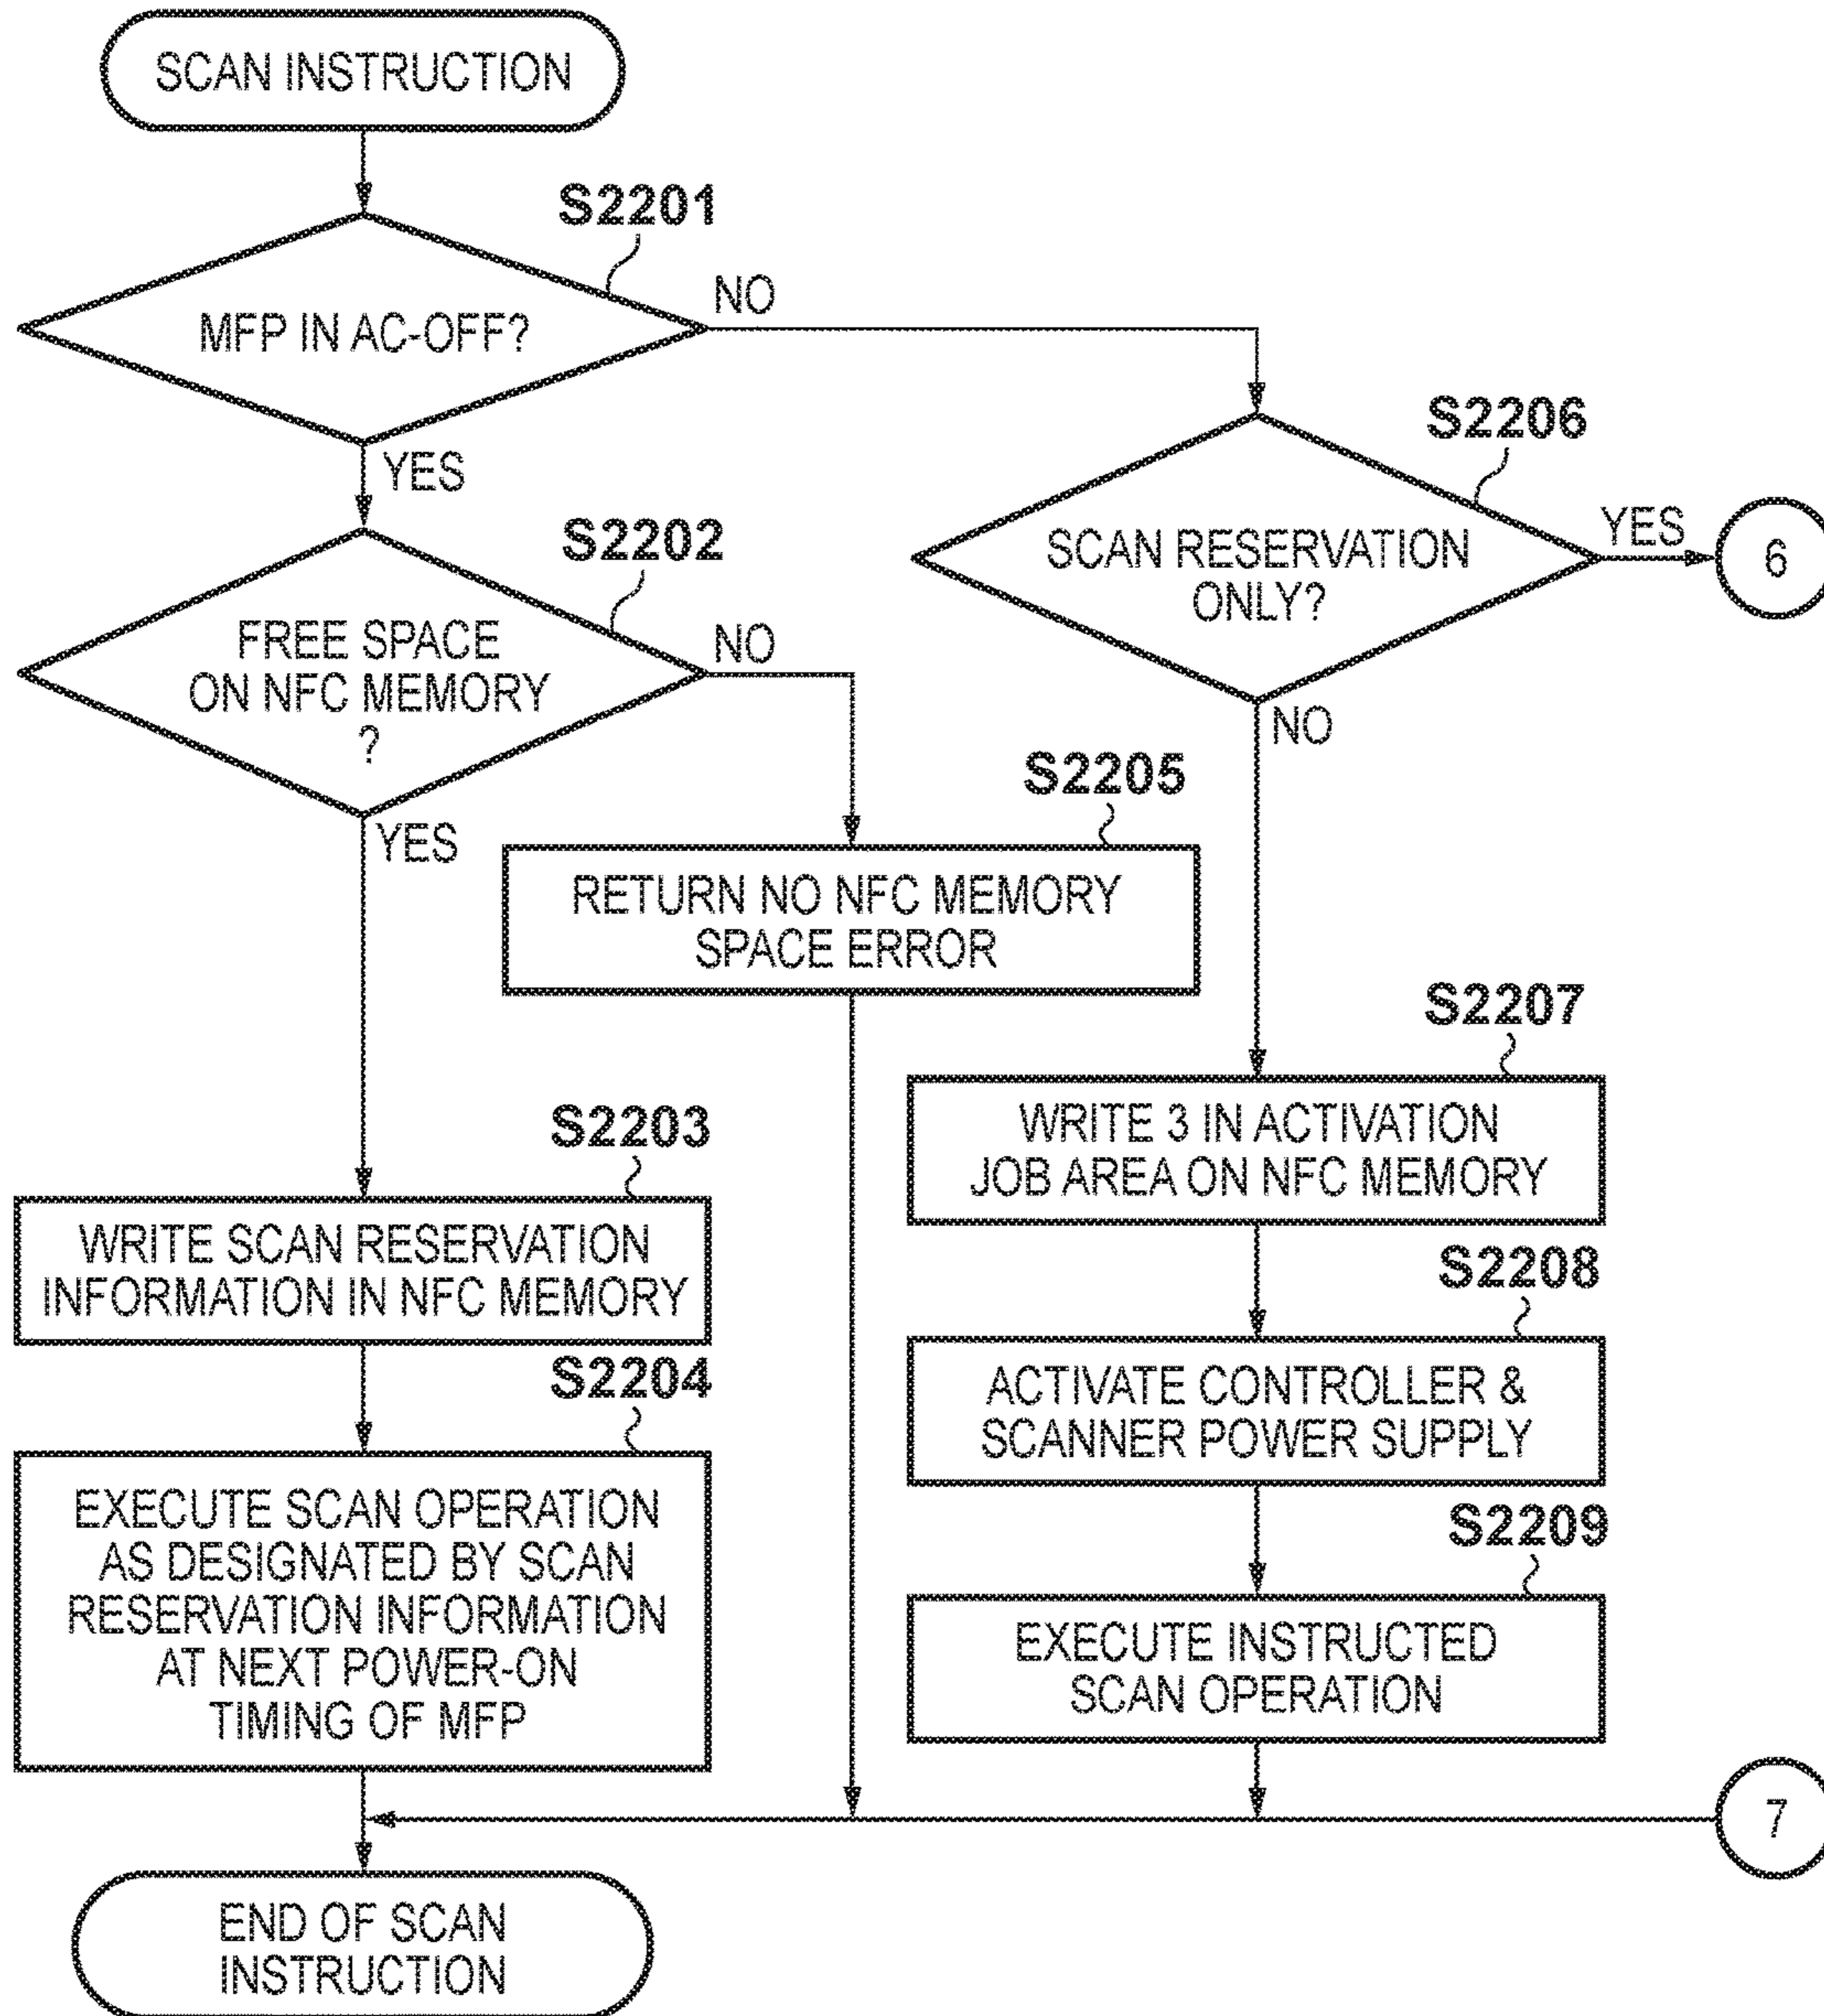 SCAN INSTRUCTION
S2201
MFP IN AC-OFF?
NO
YES
S2202
FREE SPACE
ON NFC MEMORY
?
NO
YES
S2206
SCAN RESERVATION
ONLY?
YES
6
NO
S2205
RETURN NO NFC MEMORY
SPACE ERROR
S2203
WRITE SCAN RESERVATION
INFORMATION IN NFC MEMORY
S2204
EXECUTE SCAN OPERATION
AS DESIGNATED BY SCAN
RESERVATION INFORMATION
AT NEXT POWER-ON
TIMING OF MFP
S2207
WRITE 3 IN ACTIVATION
JOB AREA ON NFC MEMORY
S2208
ACTIVATE CONTROLLER &
SCANNER POWER SUPPLY
S2209
EXECUTE INSTRUCTED
SCAN OPERATION
7
END OF SCAN
INSTRUCTION